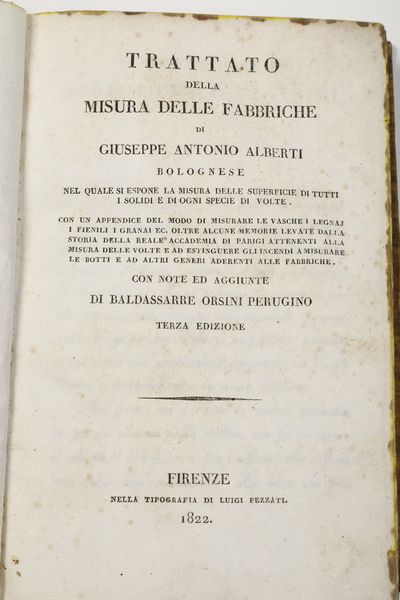 TRATTATO
DELLA
MISURA DELLE FABBRICHE
DI
GIUSEPPE ANTONIO ALBERTI
BOLOGNESE
NEL QUALE SI ESPONE LA MISURA DELLE SUPERFICIE DI TUTTI
I SOLIDI E DI OGNI SPECIE DI VOLTE.
CON UN APPENDICE DEL MODO DI MISURARE LE VASCHE I LEGNAJ
I FIENILI I GRANAI EC. OLTRE ALCUNE MEMORIE LEVATE DALLA
STORIA DELLA REALE ACCADEMIA DI PARIGI ATTENENTI ALLA
MISURA DELLE VOLTE E AD ESTINGUERE GLI INCENDI A MISURARE
LE BOTTI E AD ALTRI GENERI ADERENTI ALLE FABBRICHE.
CON NOTE ED AGGIUNTE
DI BALDASSARRE ORSINI PERUGINO
TERZA EDIZIONE
FIRENZE
NELLA TIPOGRAFIA DI LUIGI PEZZATI.
1822.